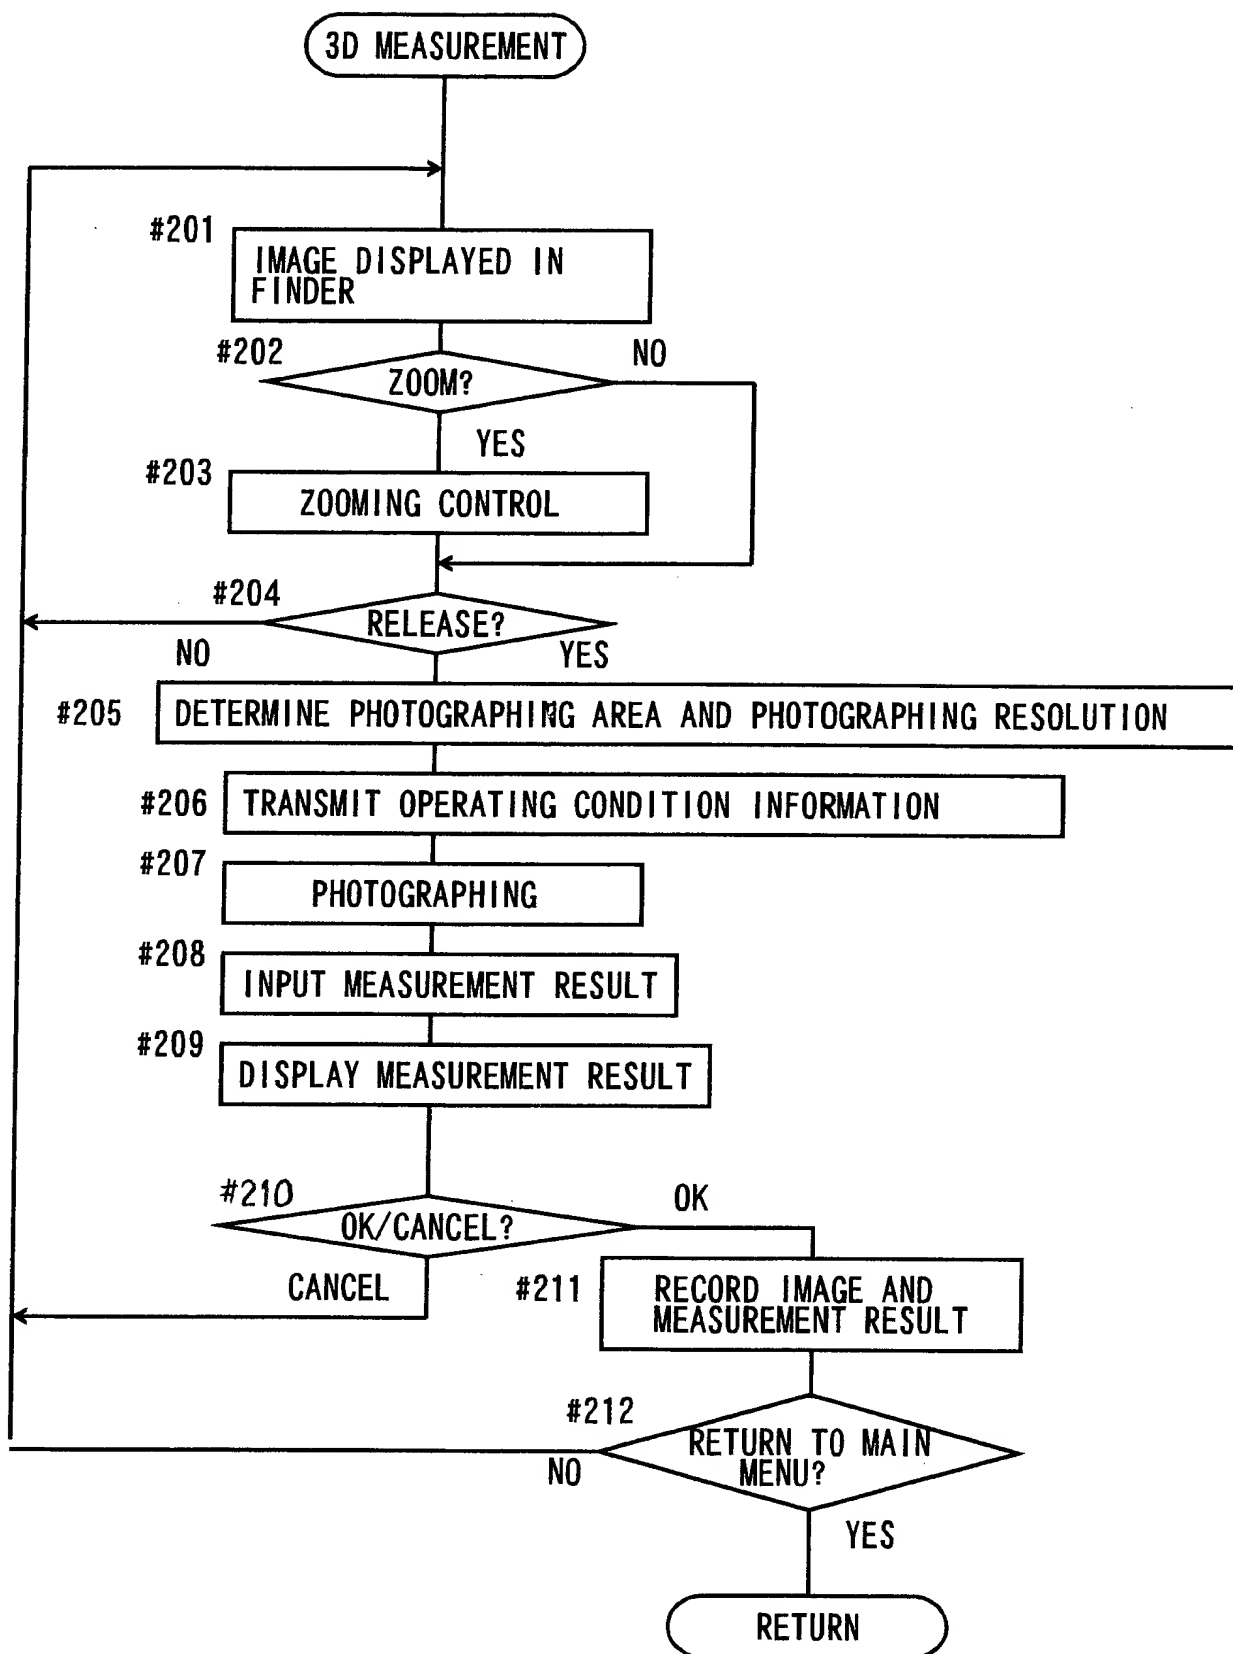 3D MEASUREMENT
#201
IMAGE DISPLAYED IN
FINDER
#202
NO
ZOOM?
YES
#203
ZOOMING CONTROL
#204
RELEASE?
NO
YES
#205
DETERMINE PHOTOGRAPHING AREA AND PHOTOGRAPHING RESOLUTION
#206
TRANSMIT OPERATING CONDITION INFORMATION
#207
PHOTOGRAPHING
#208
INPUT MEASUREMENT RESULT
#209
DISPLAY MEASUREMENT RESULT
#210
OK
OK/CANCEL?
CANCEL
#211
RECORD IMAGE AND
MEASUREMENT RESULT
#212
RETURN TO MAIN
MENU?
NO
YES
RETURN